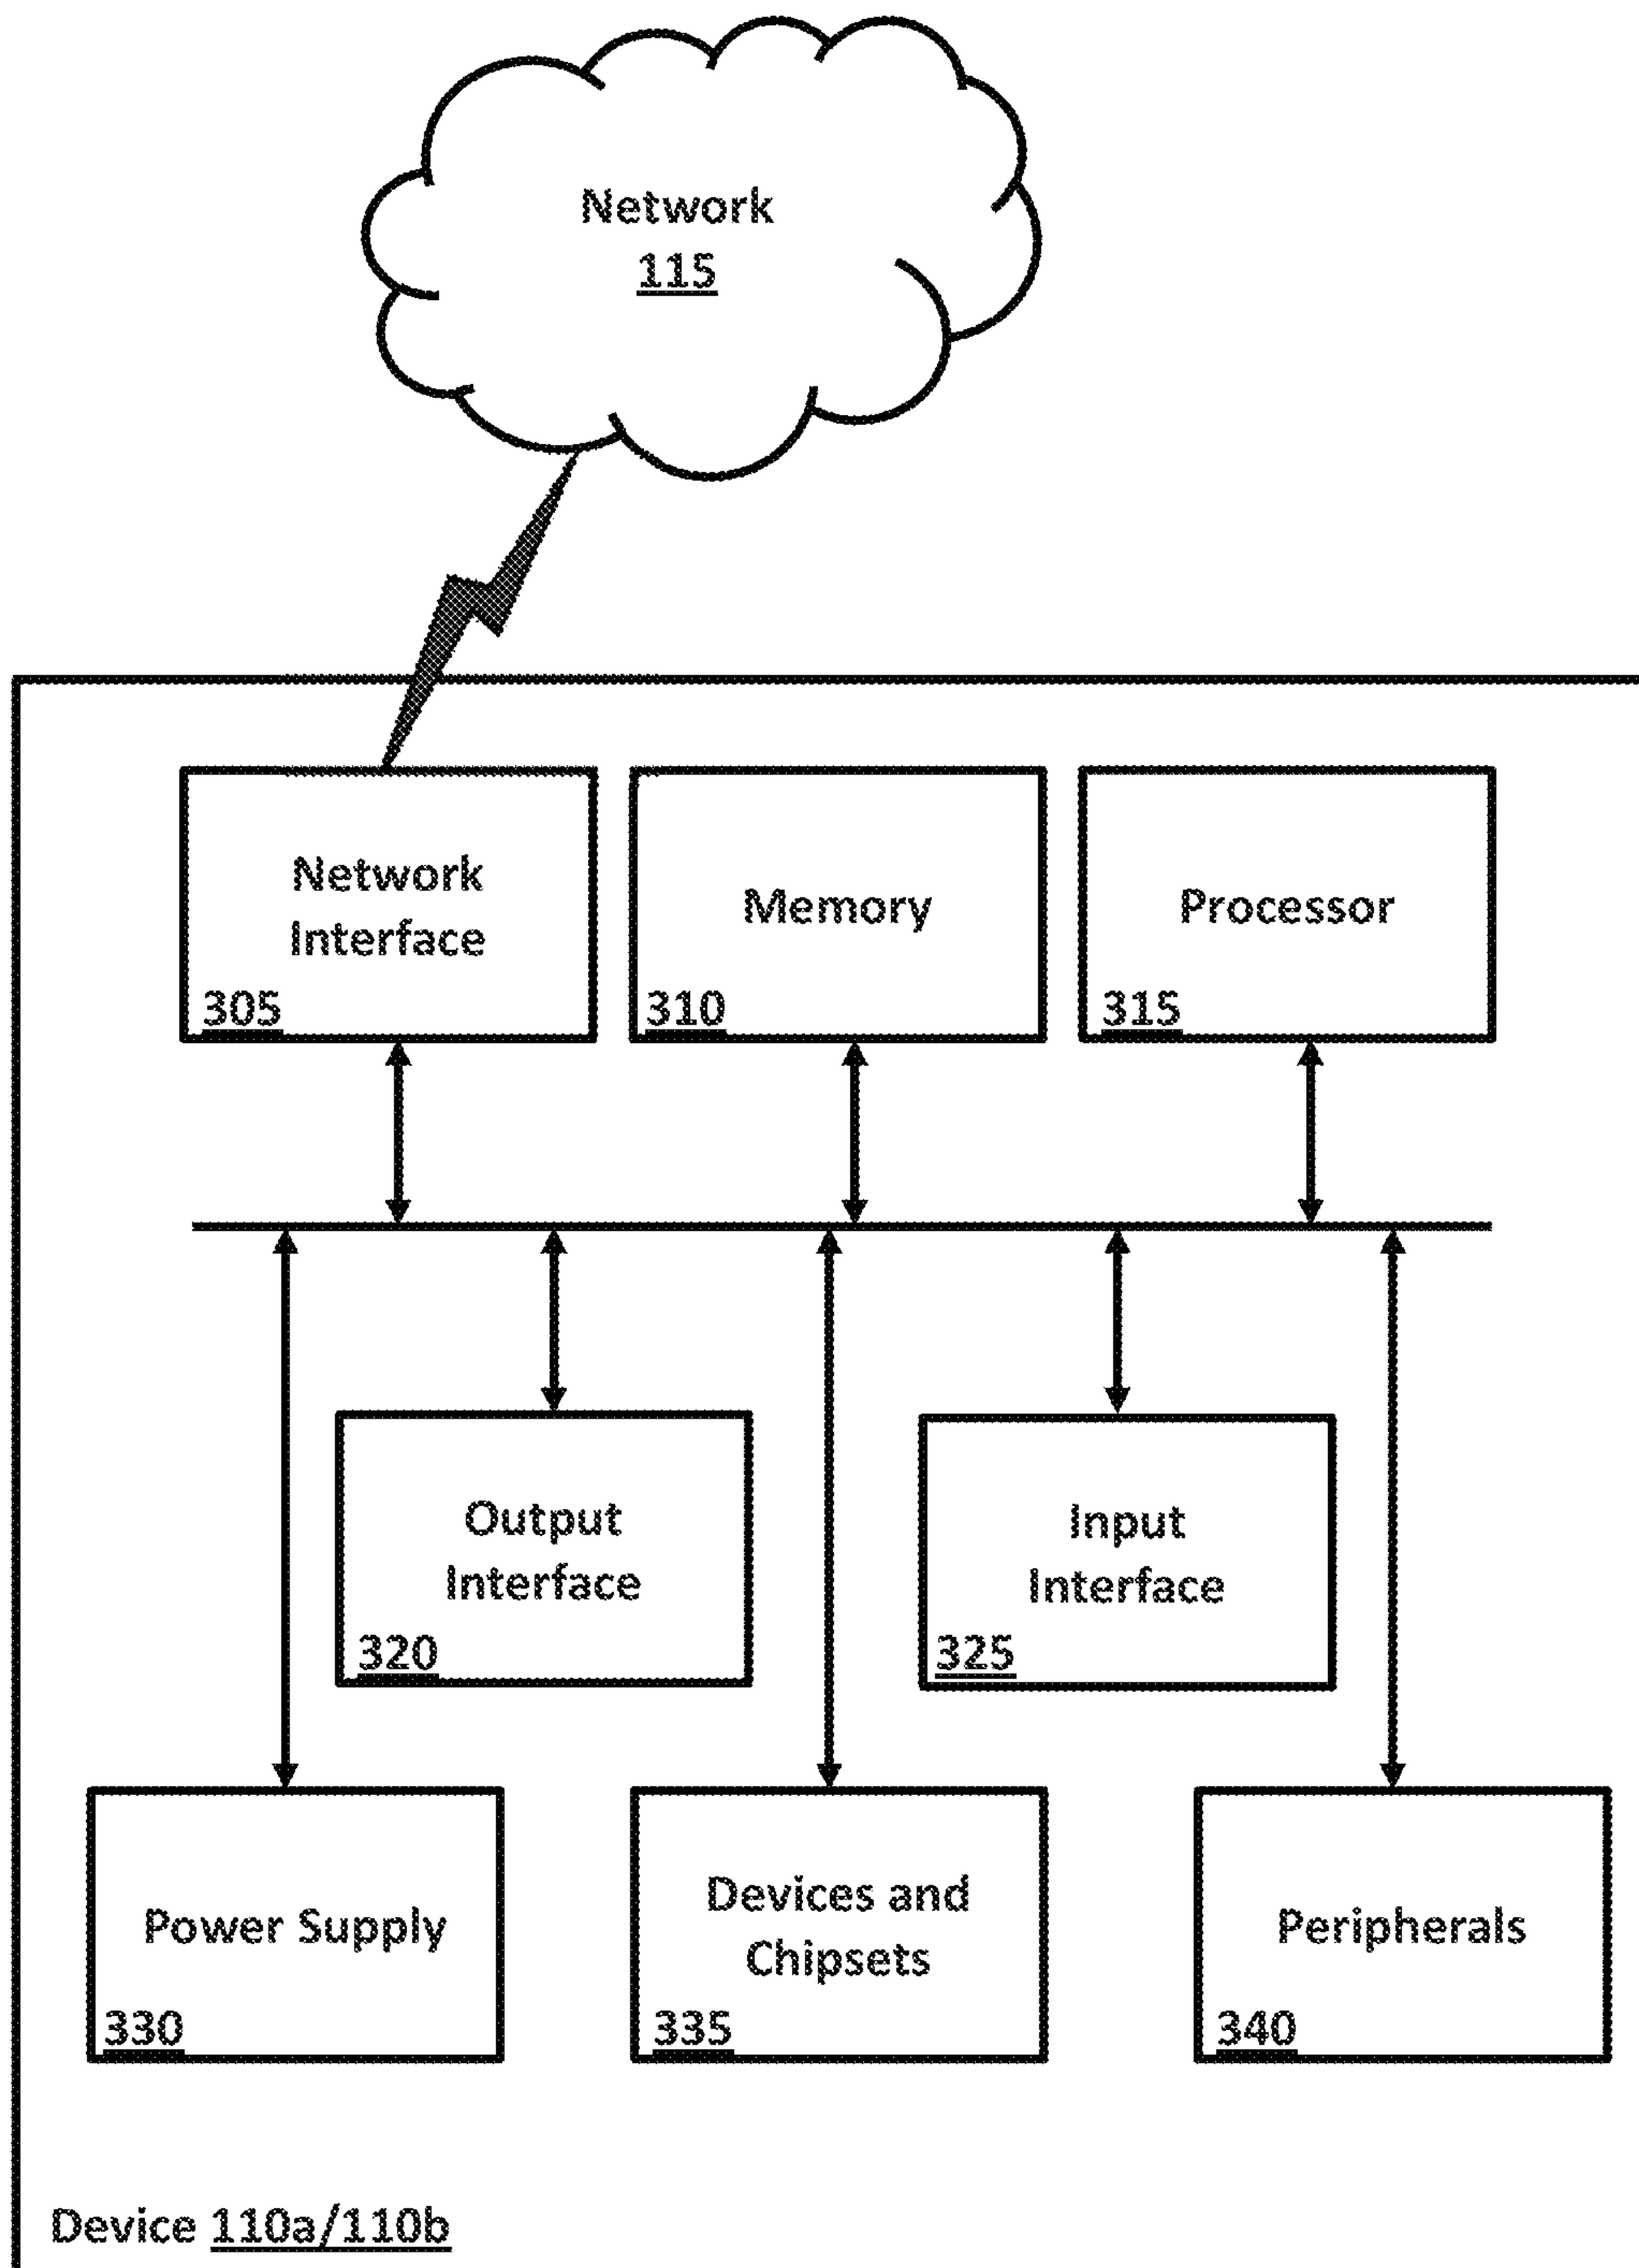 Network
115
Network
Interface
305
Memory
310
Processor
315
Output
Interface
320
Input
Interface
325
Power Supply
330
Devices and
Chipsets
335
Peripherals
340
Device 110a/110b